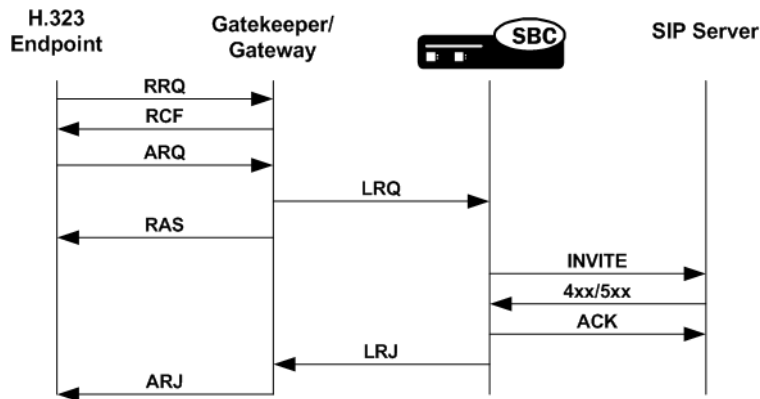 H.323
Endpoint
Gatekeeper/
Gateway
SBC
SIP Server
RRQ
RCF
ARQ
LRQ
RAS
INVITE
4xx/5xx
ACK
LRJ
ARJ